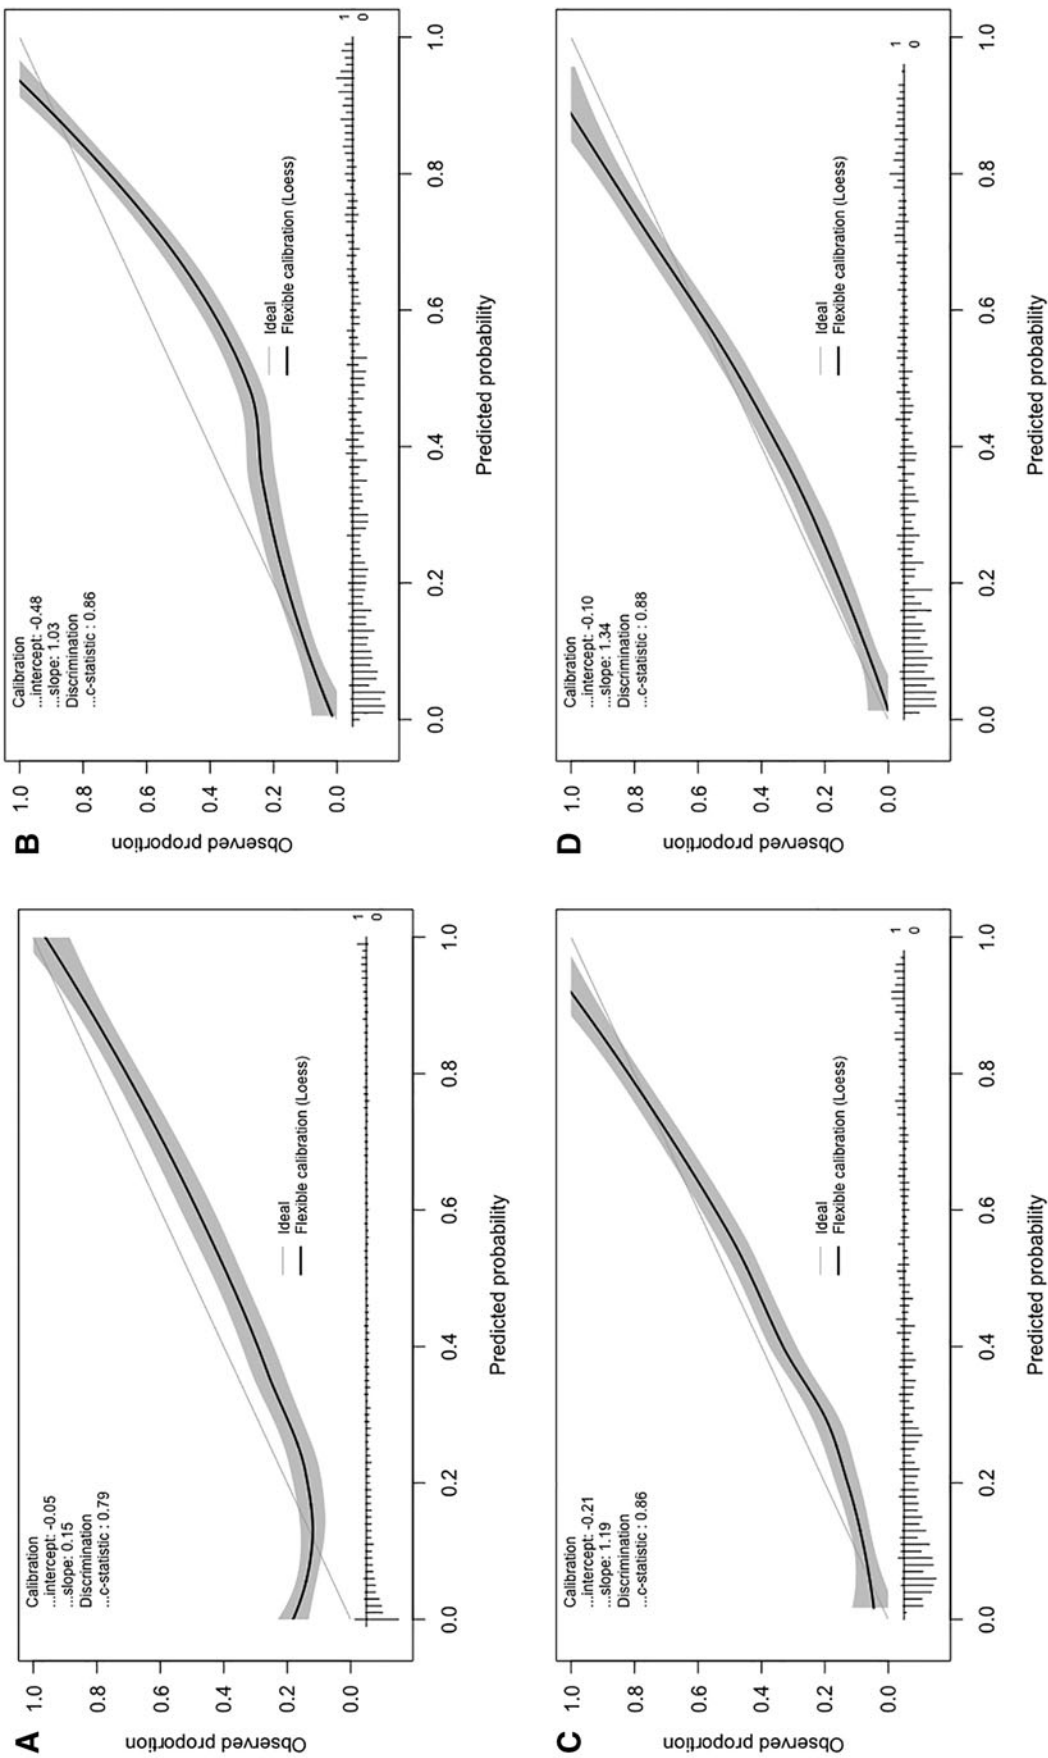 A
Calibration
...intercept: -0.05
...slope: 0.15
Discrimination
...c-statistic : 0.79
Observed proportion
1.0
0.8
0.6
0.4
0.2
0.0
Ideal
Flexible calibration (Loess)
1
0
0.0 0.2 0.4 0.6 0.8 1.0
Predicted probability
B
Calibration
...intercept: -0.48
...slope: 1.03
Discrimination
...c-statistic : 0.86
Observed proportion
1.0
0.8
0.6
0.4
0.2
0.0
Ideal
Flexible calibration (Loess)
1
0
0.0 0.2 0.4 0.6 0.8 1.0
Predicted probability
C
Calibration
...intercept: -0.21
...slope: 1.19
Discrimination
...c-statistic : 0.86
Observed proportion
1.0
0.8
0.6
0.4
0.2
0.0
Ideal
Flexible calibration (Loess)
1
0
0.0 0.2 0.4 0.6 0.8 1.0
Predicted probability
D
Calibration
...intercept: -0.10
...slope: 1.34
Discrimination
...c-statistic : 0.88
Observed proportion
1.0
0.8
0.6
0.4
0.2
0.0
Ideal
Flexible calibration (Loess)
1
0
0.0 0.2 0.4 0.6 0.8 1.0
Predicted probability